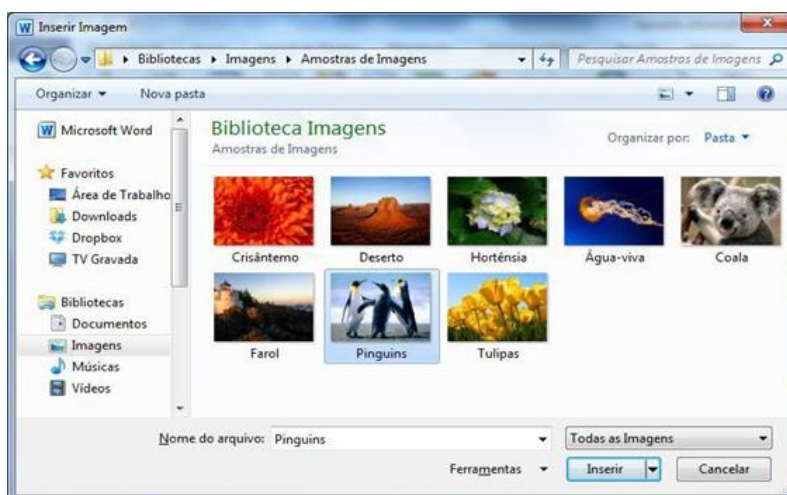 Inserir Imagem
Bibliotecas Imagens Amostras de Imagens
Pesquisar Amostras de Imagens
Organizar Nova pasta
Microsoft Word
Favoritos
Área de Trabalho
Downloads
Dropbox
TV Gravada
Bibliotecas
Documentos
Imagens
Músicas
Vídeos
Biblioteca Imagens
Amostras de Imagens
Organizar por: Pasta
Crisântemo Deserto Hortênsia Água-viva Coala
Farol Pinguins Tulipas
Nome do arquivo: Pinguins Todas as Imagens
Ferramentas Inserir Cancelar